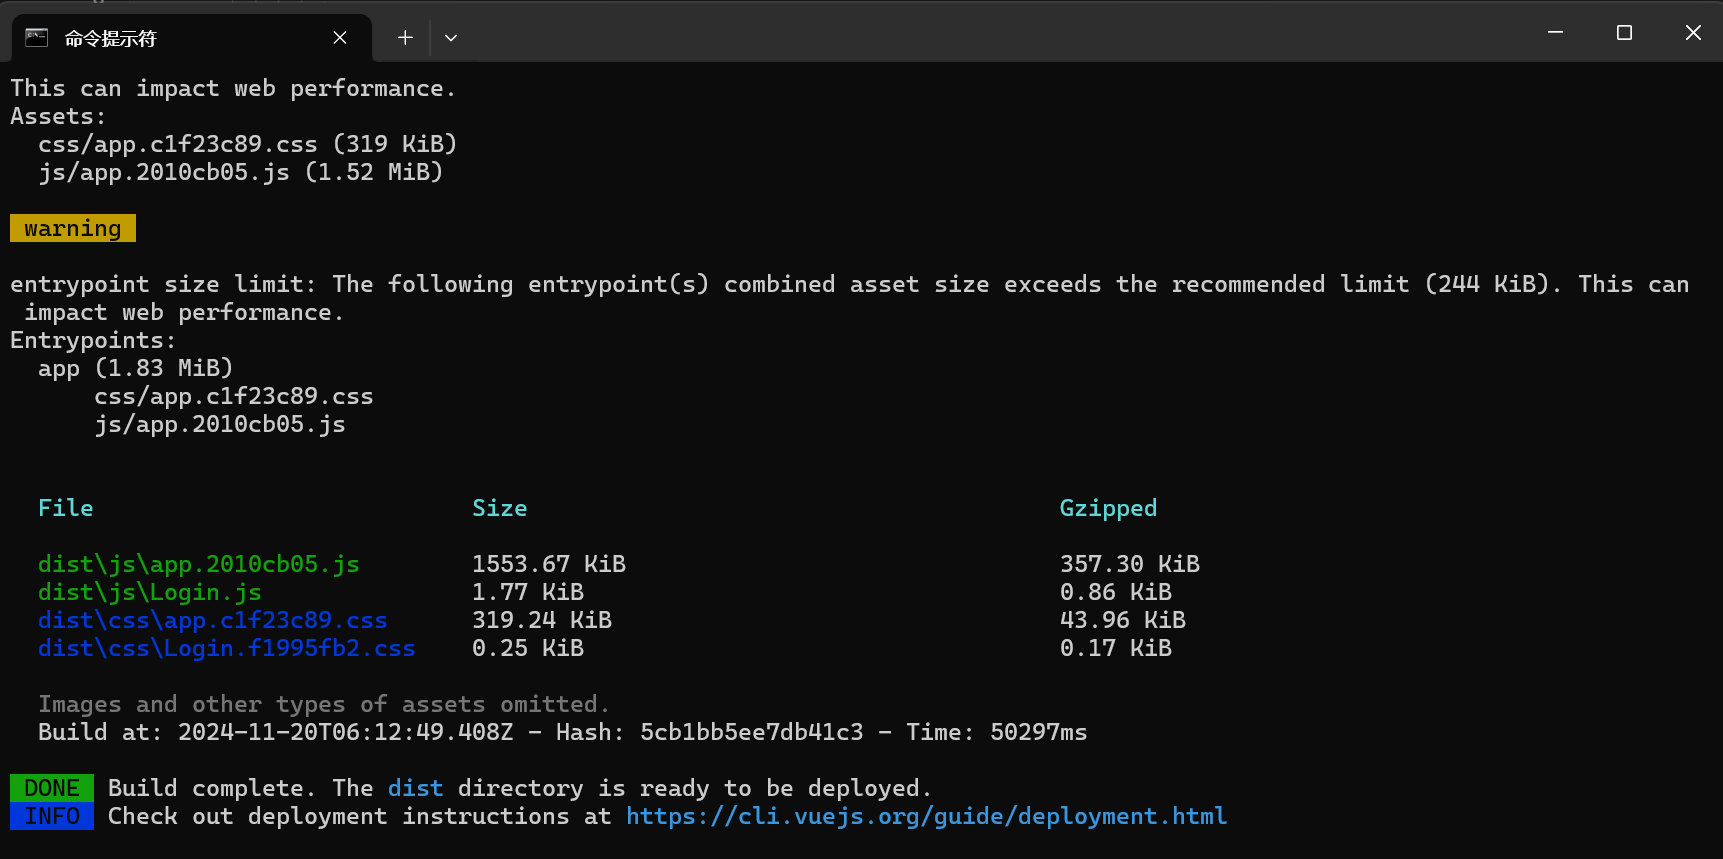 命令提示符
This can impact web performance.
Assets:
  css/app.c1f23c89.css (319 KiB)
  js/app.2010cb05.js (1.52 MiB)
warning
entrypoint size limit: The following entrypoint(s) combined asset size exceeds the recommended limit (244 KiB). This can
 impact web performance.
Entrypoints:
  app (1.83 MiB)
      css/app.c1f23c89.css
      js/app.2010cb05.js
File Size Gzipped
dist\js\app.2010cb05.js 1553.67 KiB 357.30 KiB
dist\js\Login.js 1.77 KiB 0.86 KiB
dist\css\app.c1f23c89.css 319.24 KiB 43.96 KiB
dist\css\Login.f1995fb2.css 0.25 KiB 0.17 KiB
Images and other types of assets omitted.
Build at: 2024-11-20T06:12:49.408Z - Hash: 5cb1bb5ee7db41c3 - Time: 50297ms
DONE Build complete. The dist directory is ready to be deployed.
INFO Check out deployment instructions at https://cli.vuejs.org/guide/deployment.html